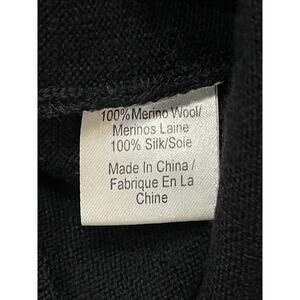 100% Merino Wool/
Merinos Laine
100% Silk/Soie
Made In China /
Fabrique En La
Chine